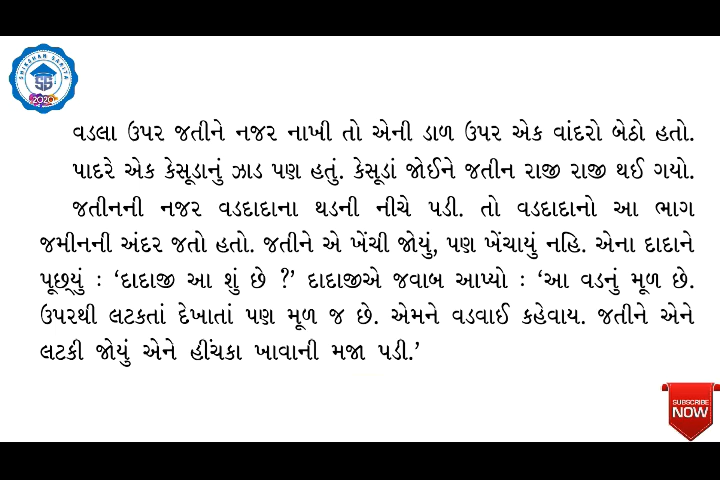 SHIKSHAN SARITA
SS
2020
વડલા ઉપર જતીને નજર નાખી તો એની ડાળ ઉપર એક વાંદરો બેઠો હતો.
પાદરે એક કેસૂડાનું ઝાડ પણ હતું. કેસૂડાં જોઈને જતીન રાજી રાજી થઈ ગયો.
જતીનની નજર વડદાદાના થડની નીચે પડી. તો વડદાદાનો આ ભાગ
જમીનની અંદર જતો હતો. જતીને એ ખેંચી જોયું, પણ ખેંચાયું નહિ. એના દાદાને
પૂછ્યું : ‘દાદાજી આ શું છે ?’ દાદાજીએ જવાબ આપ્યો : ‘આ વડનું મૂળ છે.
ઉપરથી લટકતાં દેખાતાં પણ મૂળ જ છે. એમને વડવાઈ કહેવાય. જતીને એને
લટકી જોયું એને હીંચકા ખાવાની મજા પડી.’
SUBSCRIBE
NOW